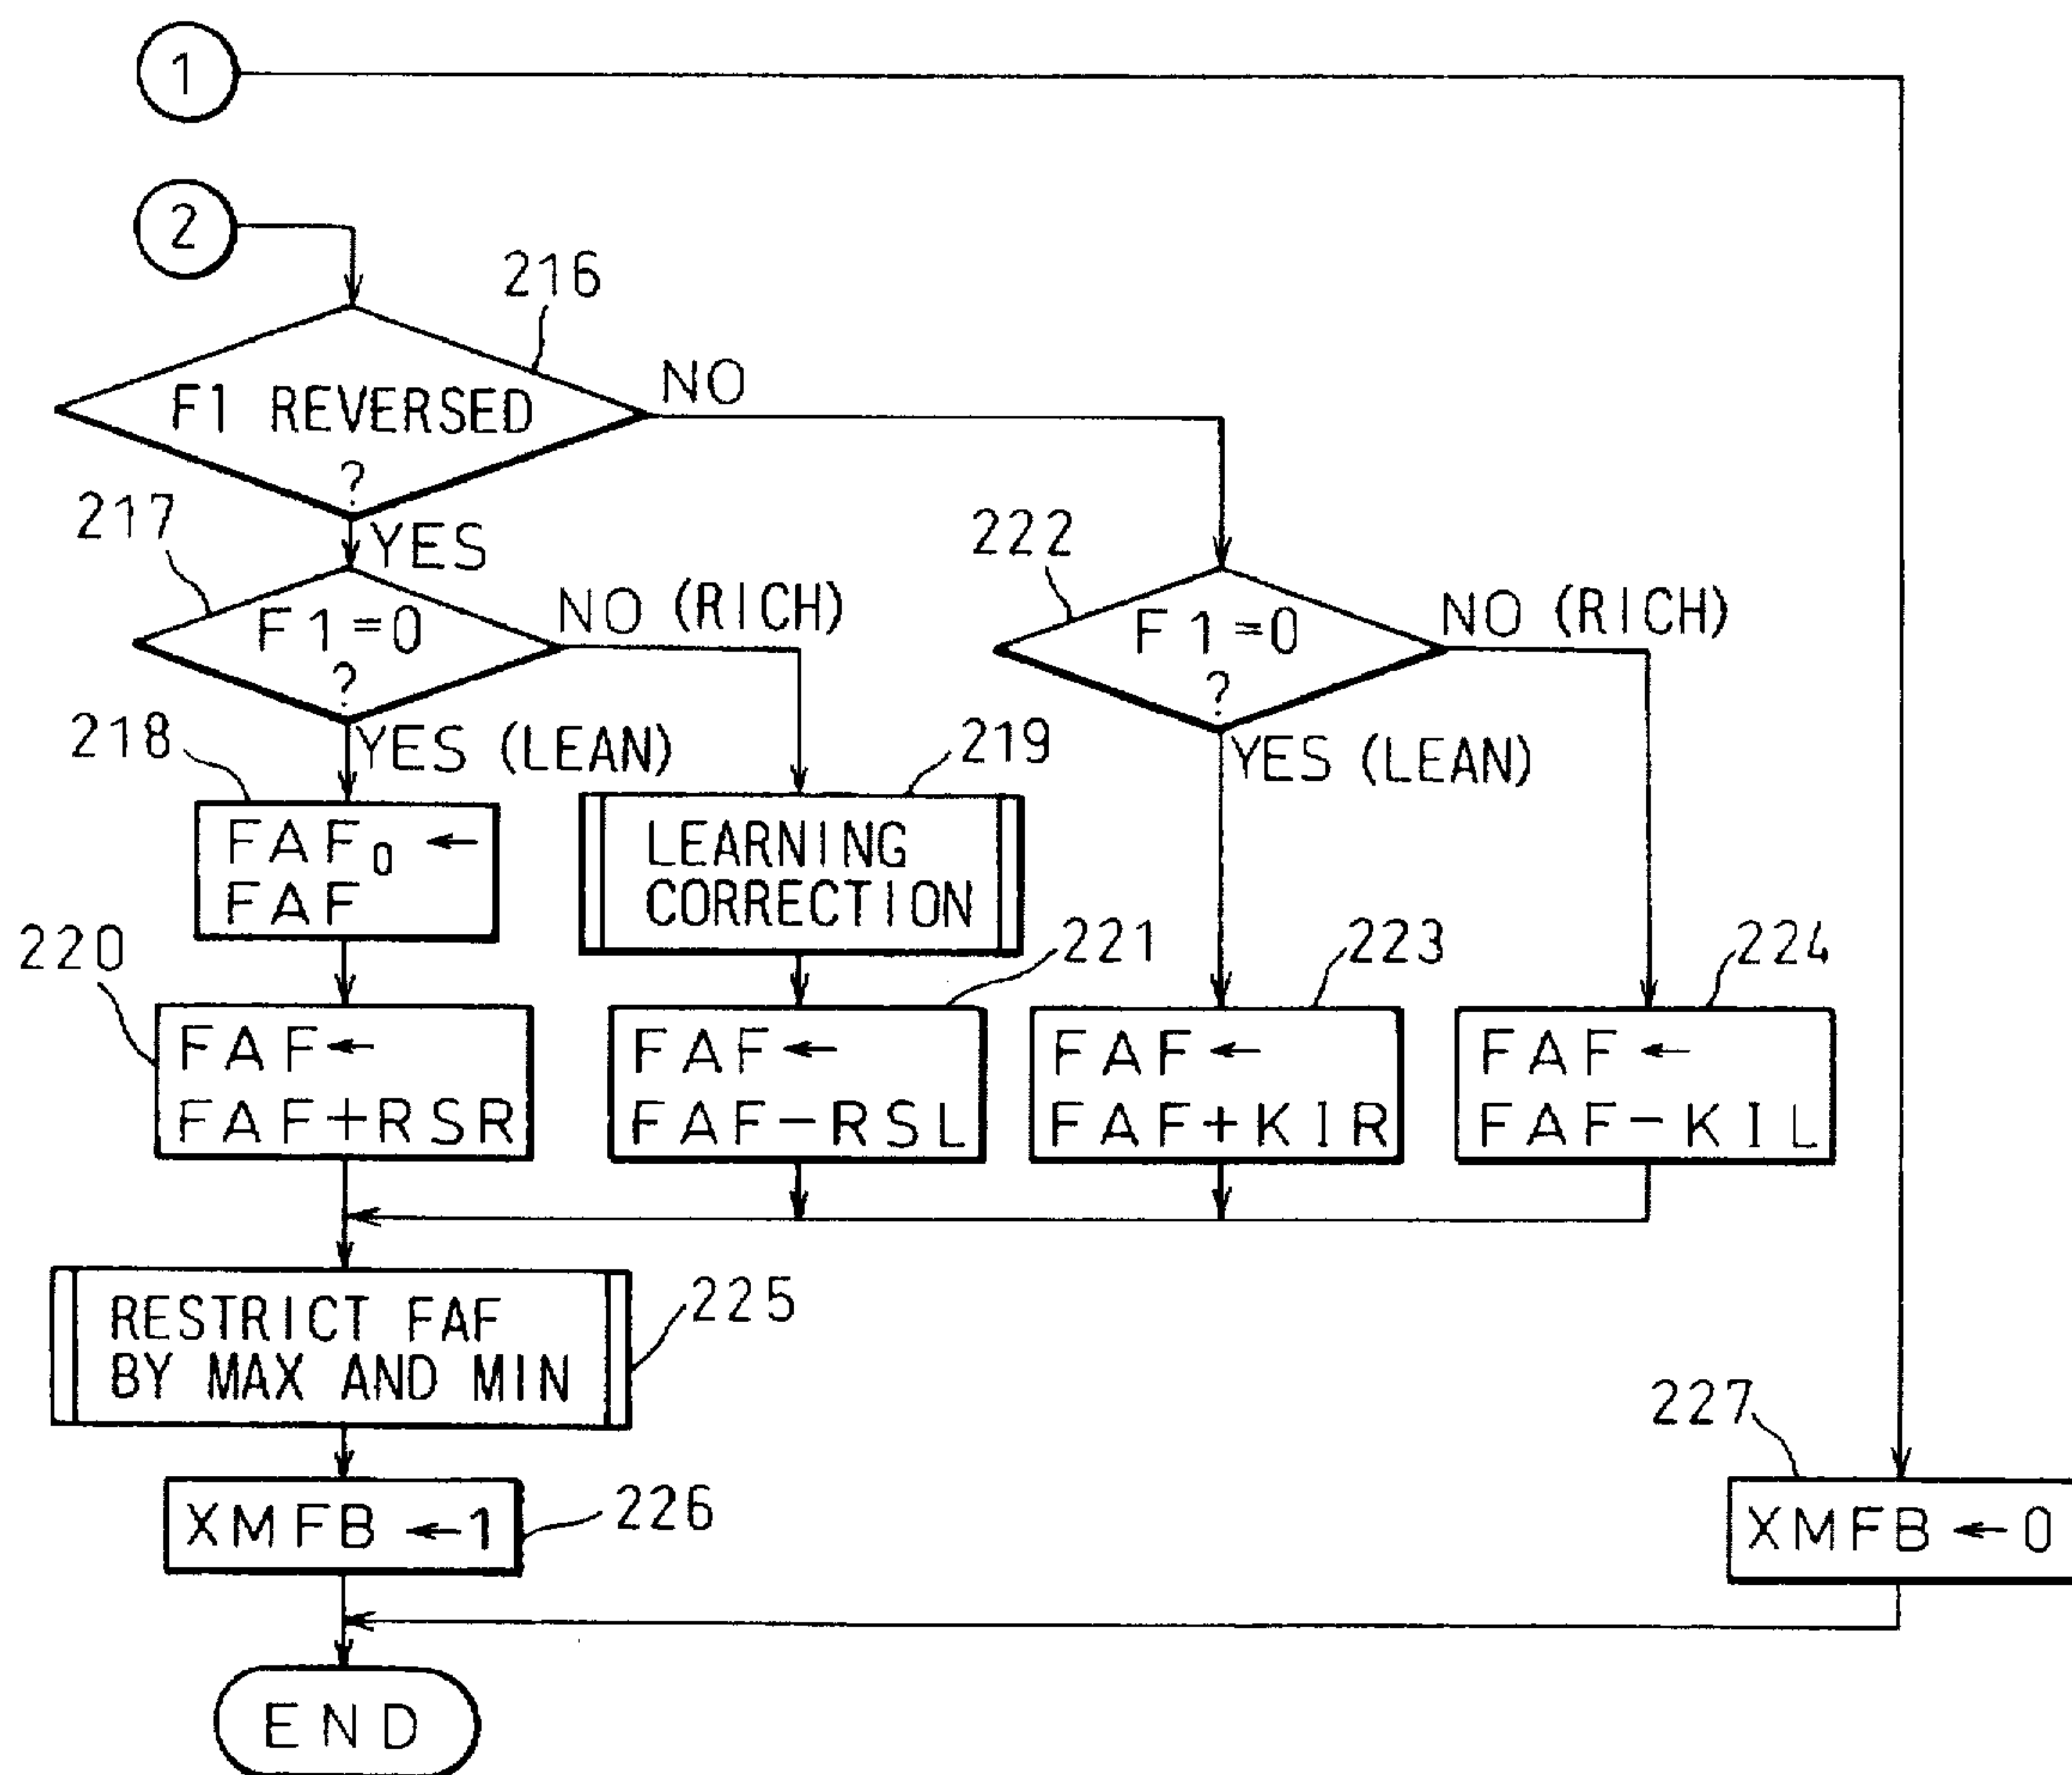 1
2
216
F1 REVERSED
?
NO
YES
217
F1=0
?
NO (RICH)
YES (LEAN)
222
F1=0
?
NO (RICH)
YES (LEAN)
218
FAF₀ ←
FAF
219
LEARNING
CORRECTION
220
FAF←
FAF+RSR
221
FAF←
FAF-RSL
223
FAF←
FAF+KIR
224
FAF←
FAF-KIL
RESTRICT FAF
BY MAX AND MIN
225
XMFB ←1
226
227
XMFB ←0
END